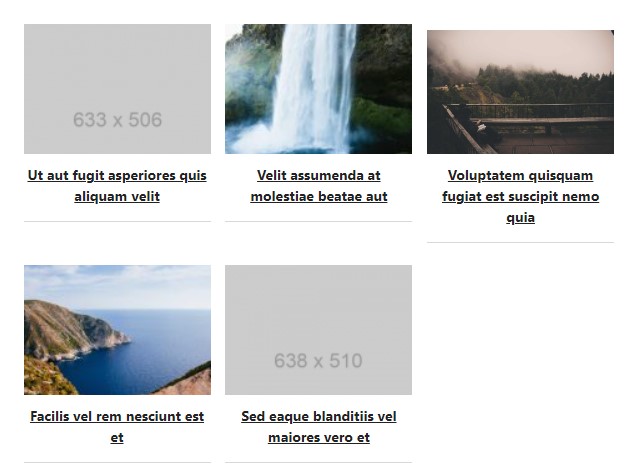 633 x 506
Ut aut fugit asperiores quis
aliquam velit
Velit assumenda at
molestiae beatae aut
Voluptatem quisquam
fugiat est suscipit nemo
quia
Facilis vel rem nesciunt est
et
638 x 510
Sed eaque blanditiis vel
maiores vero et